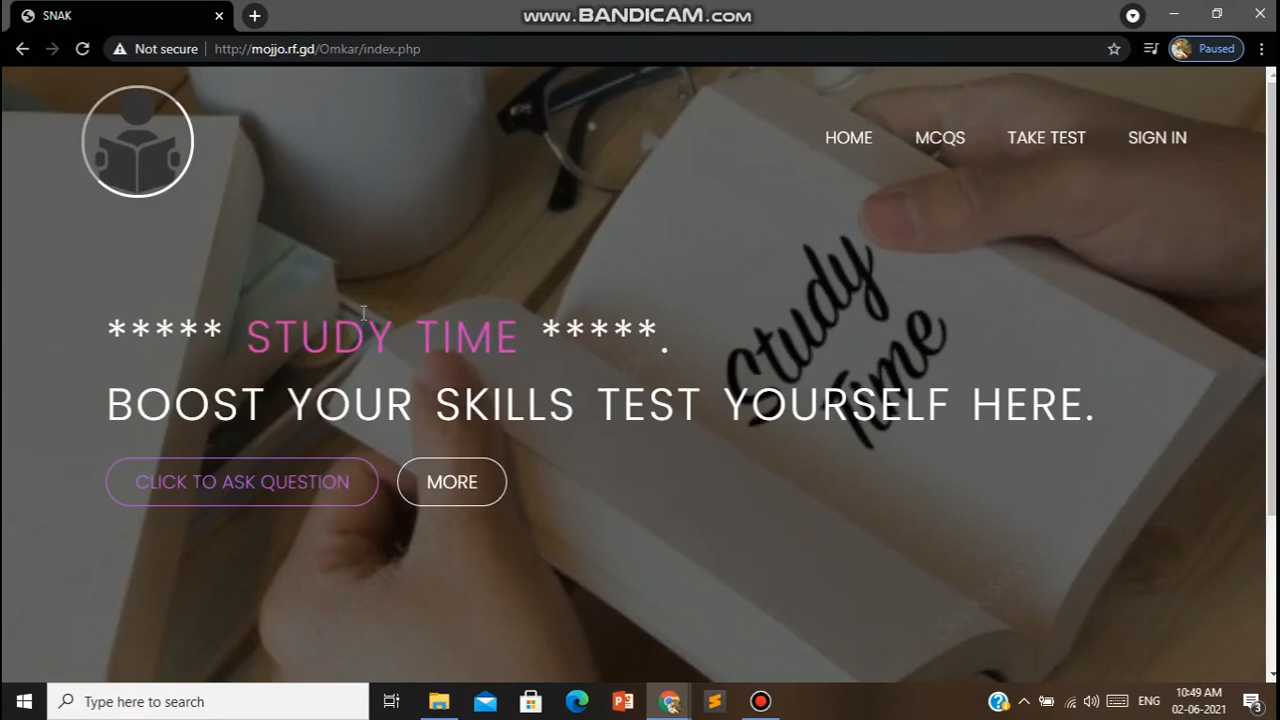 SNAK
www.BANDICAM.com
Not secure
http://mojjo.rf.gd/Omkar/index.php
Paused
HOME
MCQS
TAKE TEST
SIGN IN
Study
Time
***** STUDY TIME *****.
BOOST YOUR SKILLS TEST YOURSELF HERE.
CLICK TO ASK QUESTION
MORE
Type here to search
ENG
10:49 AM
02-06-2021
3